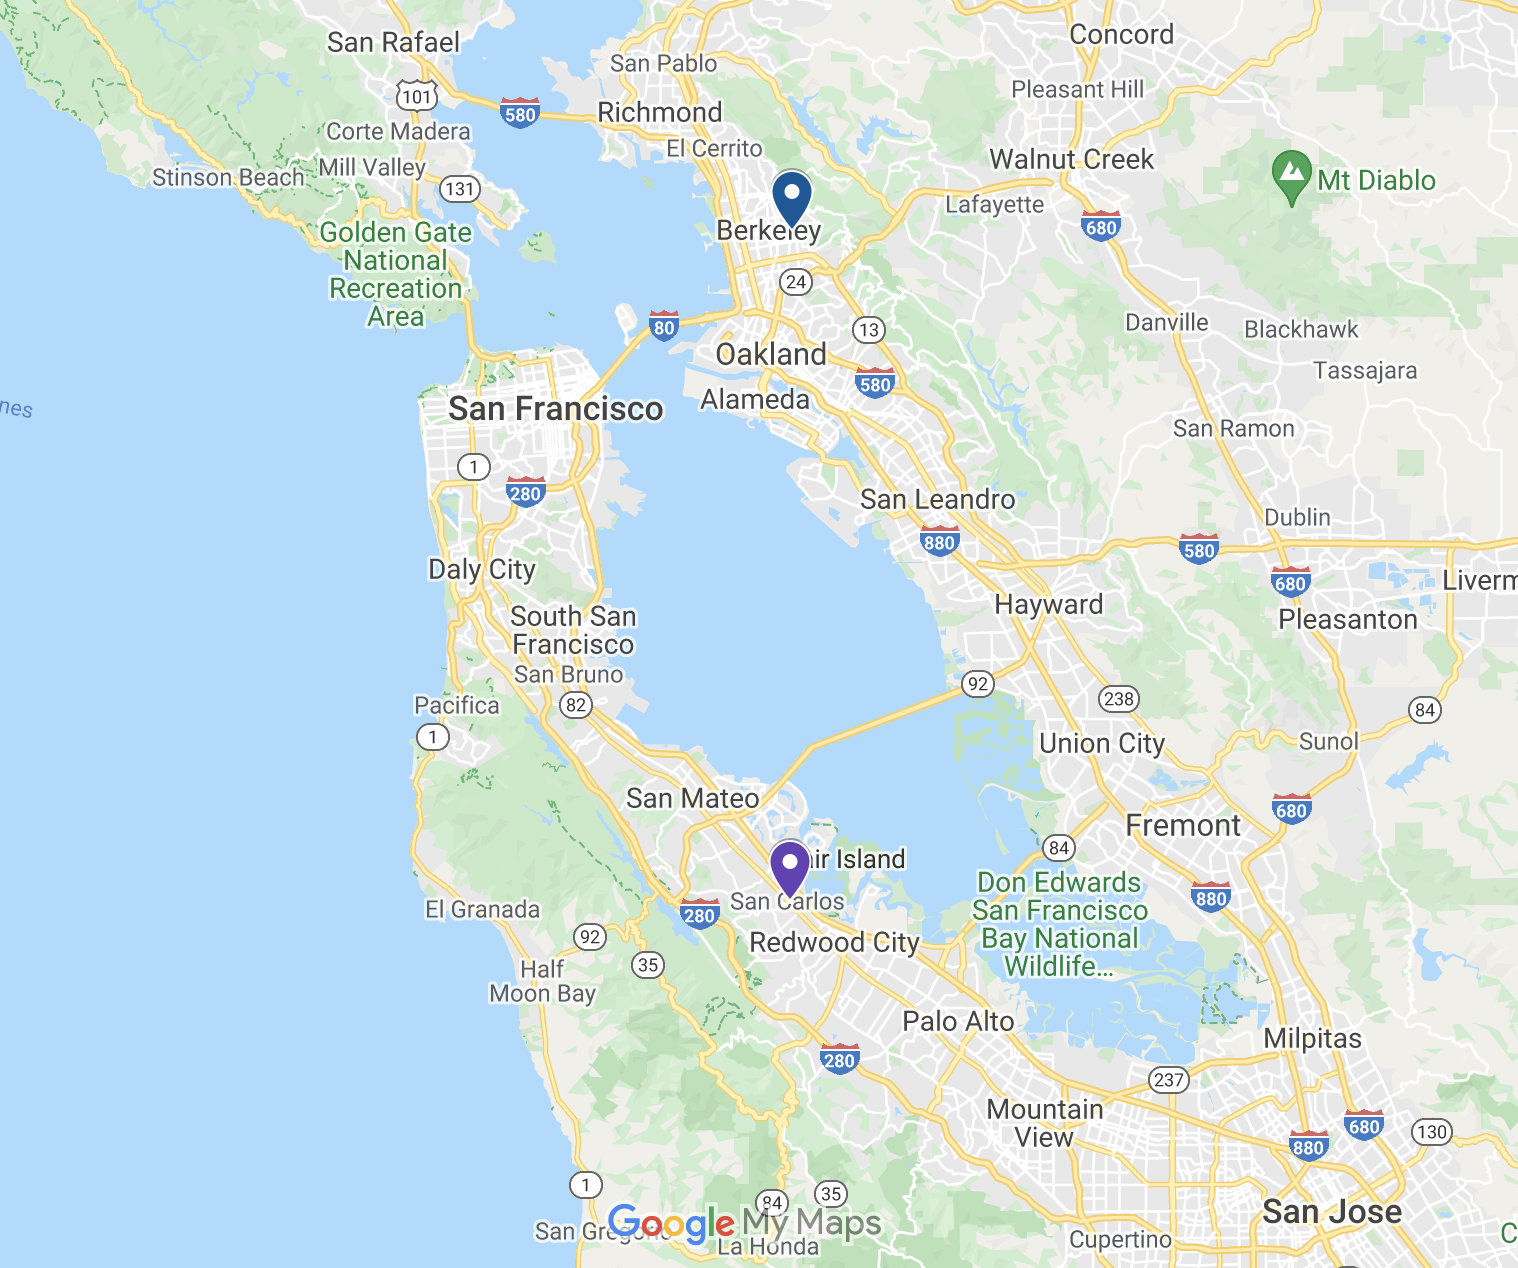 San Rafael
Concord
San Pablo
101
Pleasant Hill
580
Richmond
Corte Madera
El Cerrito
Walnut Creek
Mill Valley
Stinson Beach
Mt Diablo
131
Lafayette
680
Golden Gate
National
Recreation
Area
Berkeley
24
80
13
Danville
Blackhawk
Oakland
Tassajara
580
Alameda
San Francisco
nes
San Ramon
1
280
San Leandro
Dublin
880
580
680
Daly City
Hayward
Pleasanton
South San
Francisco
San Bruno
92
238
Pacifica
82
84
1
Union City
Sunol
San Mateo
680
Fremont
84
air Island
Don Edwards
San Francisco
Bay National
Wildlife...
880
San Carlos
280
El Granada
92
35
Redwood City
Half
Moon Bay
Palo Alto
Milpitas
280
237
Mountain
View
680
130
880
1
84
35
San Jose
Google My Maps
La Honda
Cupertino